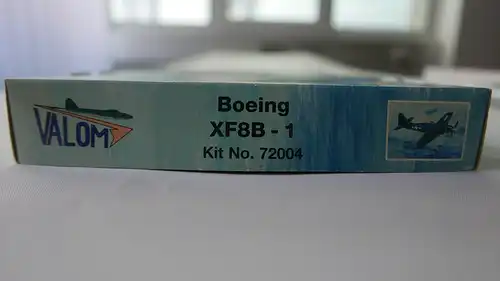 VALOM
Boeing
XF8B - 1
Kit No. 72004